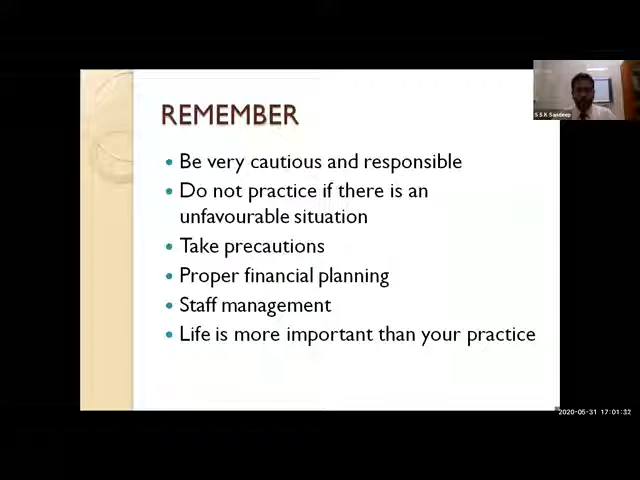 S S K Sandeep
REMEMBER
Be very cautious and responsible
Do not practice if there is an
unfavourable situation
Take precautions
Proper financial planning
Staff management
Life is more important than your practice
2020-05-31 17:01:32